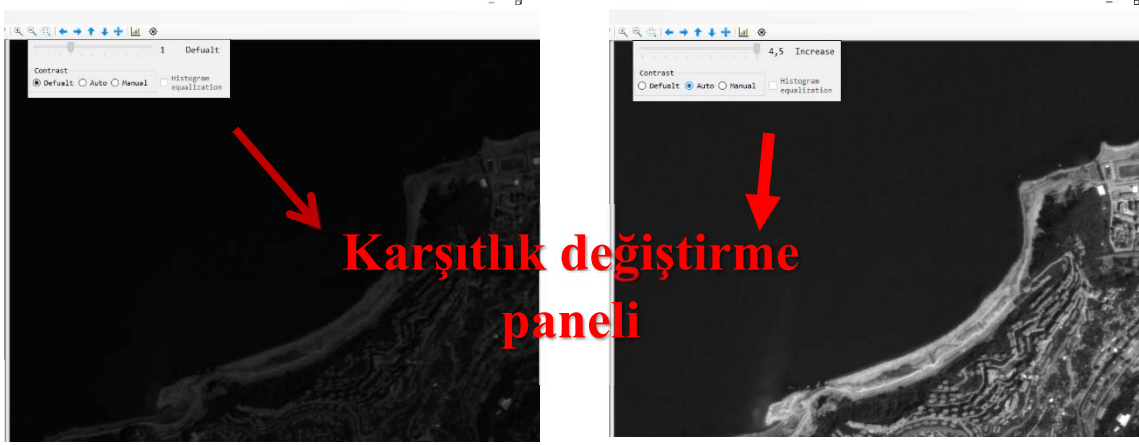 1 Defualt
Contrast
Defualt Auto Manual
Histogram
equalization
4,5 Increase
Contrast
Defualt Auto Manual
Histogram
equalization
Karşıtlık değiştirme
paneli